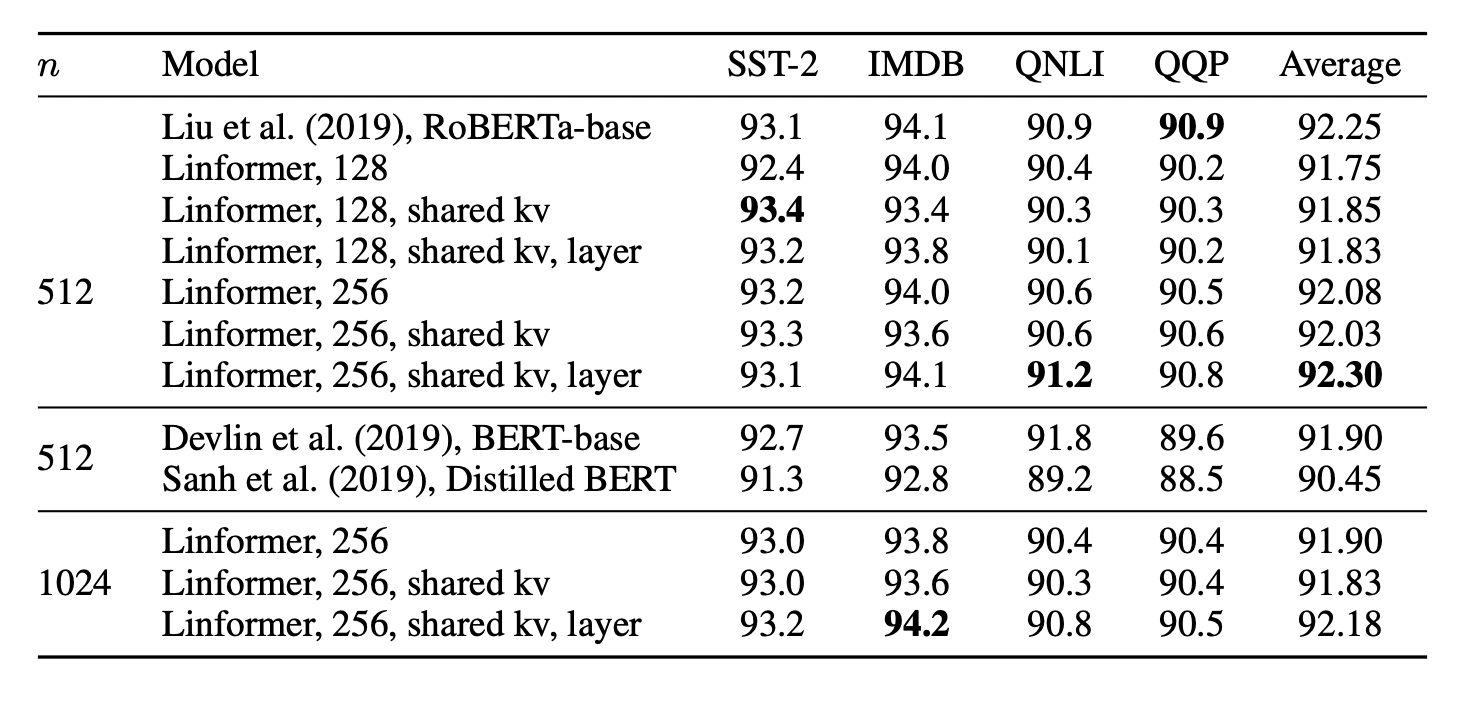 n Model SST-2 IMDB QNLI QQP Average
Liu et al. (2019), RoBERTa-base 93.1 94.1 90.9 90.9 92.25
Linformer, 128 92.4 94.0 90.4 90.2 91.75
Linformer, 128, shared kv 93.4 93.4 90.3 90.3 91.85
Linformer, 128, shared kv, layer 93.2 93.8 90.1 90.2 91.83
512 Linformer, 256 93.2 94.0 90.6 90.5 92.08
Linformer, 256, shared kv 93.3 93.6 90.6 90.6 92.03
Linformer, 256, shared kv, layer 93.1 94.1 91.2 90.8 92.30
512
Devlin et al. (2019), BERT-base 92.7 93.5 91.8 89.6 91.90
Sanh et al. (2019), Distilled BERT 91.3 92.8 89.2 88.5 90.45
Linformer, 256 93.0 93.8 90.4 90.4 91.90
1024 Linformer, 256, shared kv 93.0 93.6 90.3 90.4 91.83
Linformer, 256, shared kv, layer 93.2 94.2 90.8 90.5 92.18